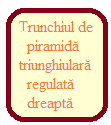 Trunchiul de
piramidă
triunghiulară
regulată
dreaptă